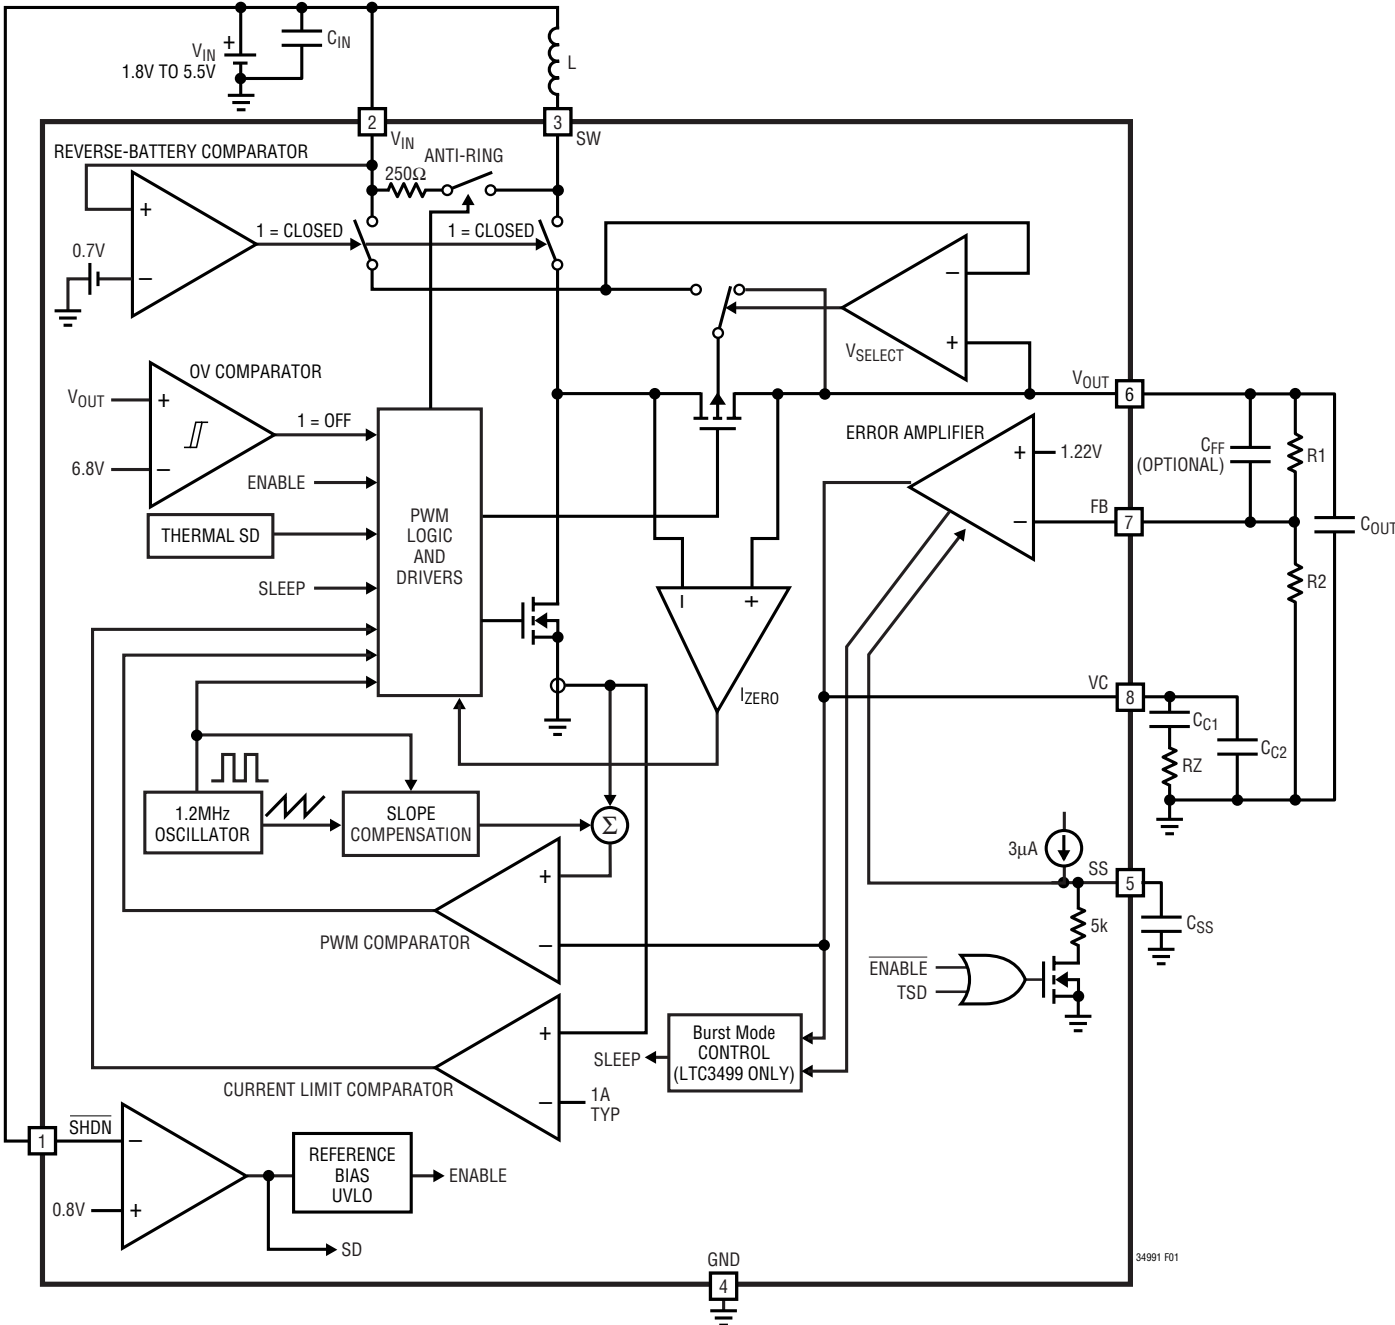 VIN
1.8V TO 5.5V
+
CIN
L
2
VIN
3
SW
REVERSE-BATTERY COMPARATOR
ANTI-RING
250Ω
+
–
0.7V
1 = CLOSED
1 = CLOSED
–
+
VSELECT
OV COMPARATOR
VOUT
+
6.8V
–
1 = OFF
ENABLE
THERMAL SD
SLEEP
PWM
LOGIC
AND
DRIVERS
VOUT
6
ERROR AMPLIFIER
+
1.22V
–
FB
7
CFF
(OPTIONAL)
R1
R2
COUT
I
+
IZERO
VC
8
CC1
RZ
CC2
1.2MHz
OSCILLATOR
SLOPE
COMPENSATION
Σ
3µA
SS
5
CSS
5k
+
–
PWM COMPARATOR
ENABLE
TSD
+
–
1A
TYP
CURRENT LIMIT COMPARATOR
SLEEP
Burst Mode
CONTROL
(LTC3499 ONLY)
1
SHDN
–
0.8V
+
REFERENCE
BIAS
UVLO
ENABLE
SD
GND
4
34991 F01